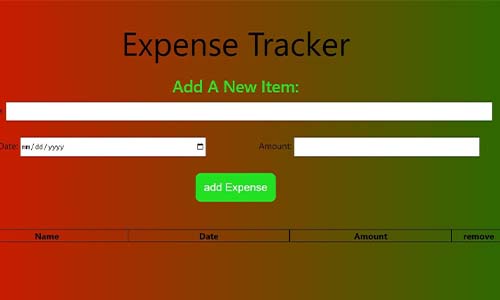 Expense Tracker
Add A New Item:
Date: mm/dd/yyyy Amount:
add Expense
Name Date Amount remove